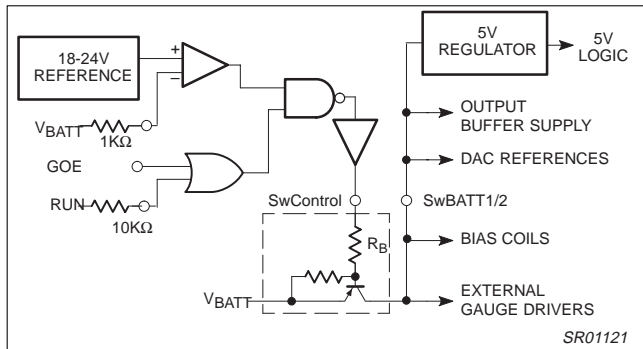 18-24V
REFERENCE
+
–
5V
REGULATOR
5V
LOGIC
VBATT
1KΩ
OUTPUT
BUFFER SUPPLY
GOE
DAC REFERENCES
RUN
10KΩ
SwControl
SwBATT1/2
RB
BIAS COILS
VBATT
EXTERNAL
GAUGE DRIVERS
SR01121